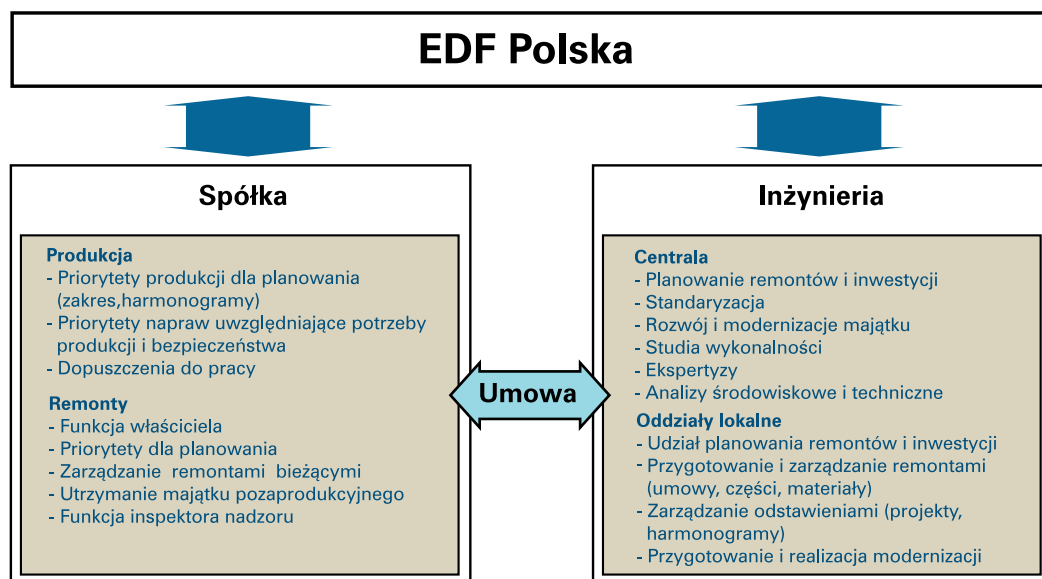 EDF Polska
Spółka
Produkcja
- Priorytety produkcji dla planowania
(zakres,harmonogramy)
- Priorytety napraw uwzględniające potrzeby
produkcji i bezpieczeństwa
- Dopuszczenia do pracy
Remonty
- Funkcja właściciela
- Priorytety dla planowania
- Zarządzanie remontami bieżącymi
- Utrzymanie majątku pozaprodukcyjnego
- Funkcja inspektora nadzoru
Umowa
Inżynieria
Centrala
- Planowanie remontów i inwestycji
- Standaryzacja
- Rozwój i modernizacje majątku
- Studia wykonalności
- Ekspertyzy
- Analizy środowiskowe i techniczne
Oddziały lokalne
- Udział planowania remontów i inwestycji
- Przygotowanie i zarządzanie remontami
(umowy, części, materiały)
- Zarządzanie odstawieniami (projekty,
harmonogramy)
- Przygotowanie i realizacja modernizacji